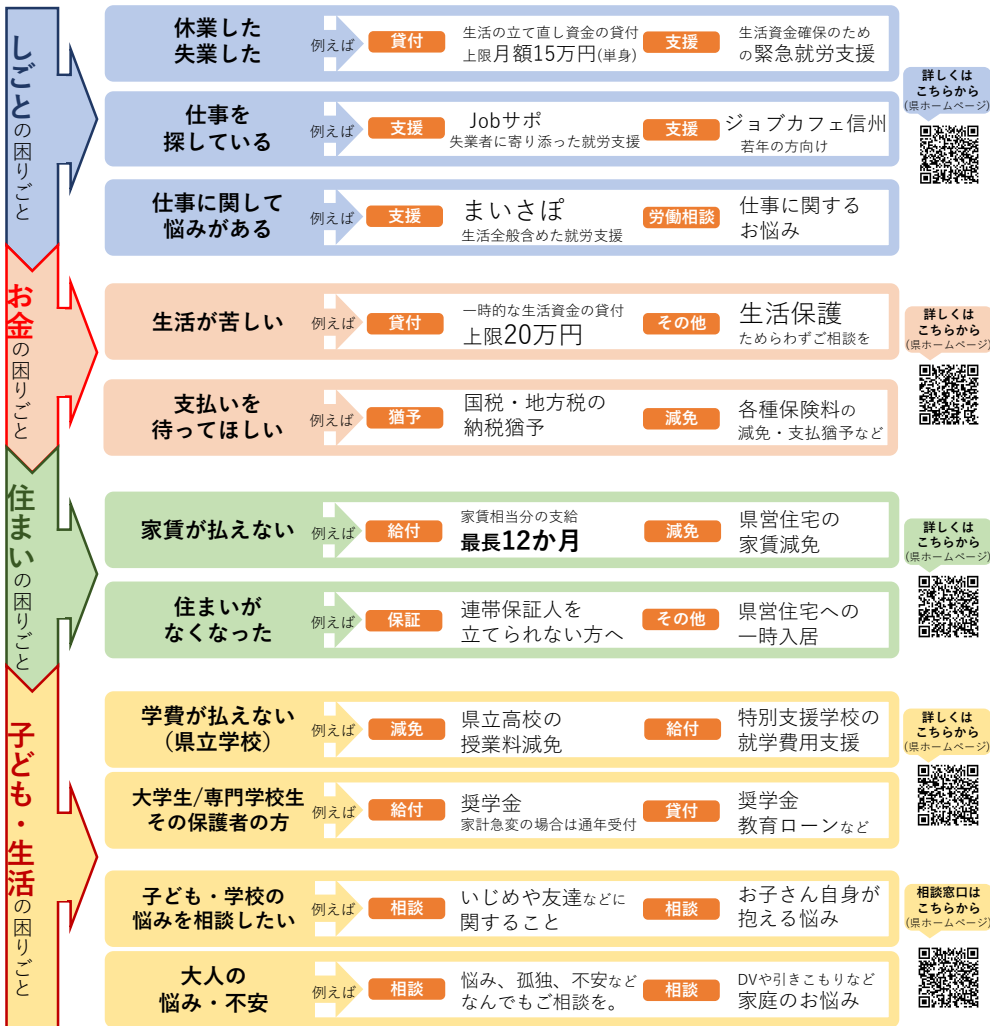 しごとの困りごと
休業した
失業した
例えば
貸付
生活の立て直し資金の貸付
上限月額15万円(単身)
支援
生活資金確保のため
の緊急就労支援
仕事を
探している
例えば
支援
Jobサポ
失業者に寄り添った就労支援
支援
ジョブカフェ信州
若年の方向け
仕事に関して
悩みがある
例えば
支援
まいさぽ
生活全般含めた就労支援
労働相談
仕事に関する
お悩み
詳しくは
こちらから
(県ホームページ)
お金の困りごと
生活が苦しい
例えば
貸付
一時的な生活資金の貸付
上限20万円
その他
生活保護
ためらわずご相談を
支払いを
待ってほしい
例えば
猶予
国税・地方税の
納税猶予
減免
各種保険料の
減免・支払猶予など
詳しくは
こちらから
(県ホームページ)
住まいの困りごと
家賃が払えない
例えば
給付
家賃相当分の支給
最長12か月
減免
県営住宅の
家賃減免
住まいが
なくなった
例えば
保証
連帯保証人を
立てられない方へ
その他
県営住宅への
一時入居
詳しくは
こちらから
(県ホームページ)
子ども・生活の困りごと
学費が払えない
(県立学校)
例えば
減免
県立高校の
授業料減免
給付
特別支援学校の
就学費用支援
大学生/専門学校生
その保護者の方
例えば
給付
奨学金
家計急変の場合は通年受付
貸付
奨学金
教育ローンなど
詳しくは
こちらから
(県ホームページ)
子ども・学校の
悩みを相談したい
例えば
相談
いじめや友達などに
関すること
相談
お子さん自身が
抱える悩み
大人の
悩み・不安
例えば
相談
悩み、孤独、不安など
なんでもご相談を。
相談
DVや引きこもりなど
家庭のお悩み
相談窓口は
こちらから
(県ホームページ)